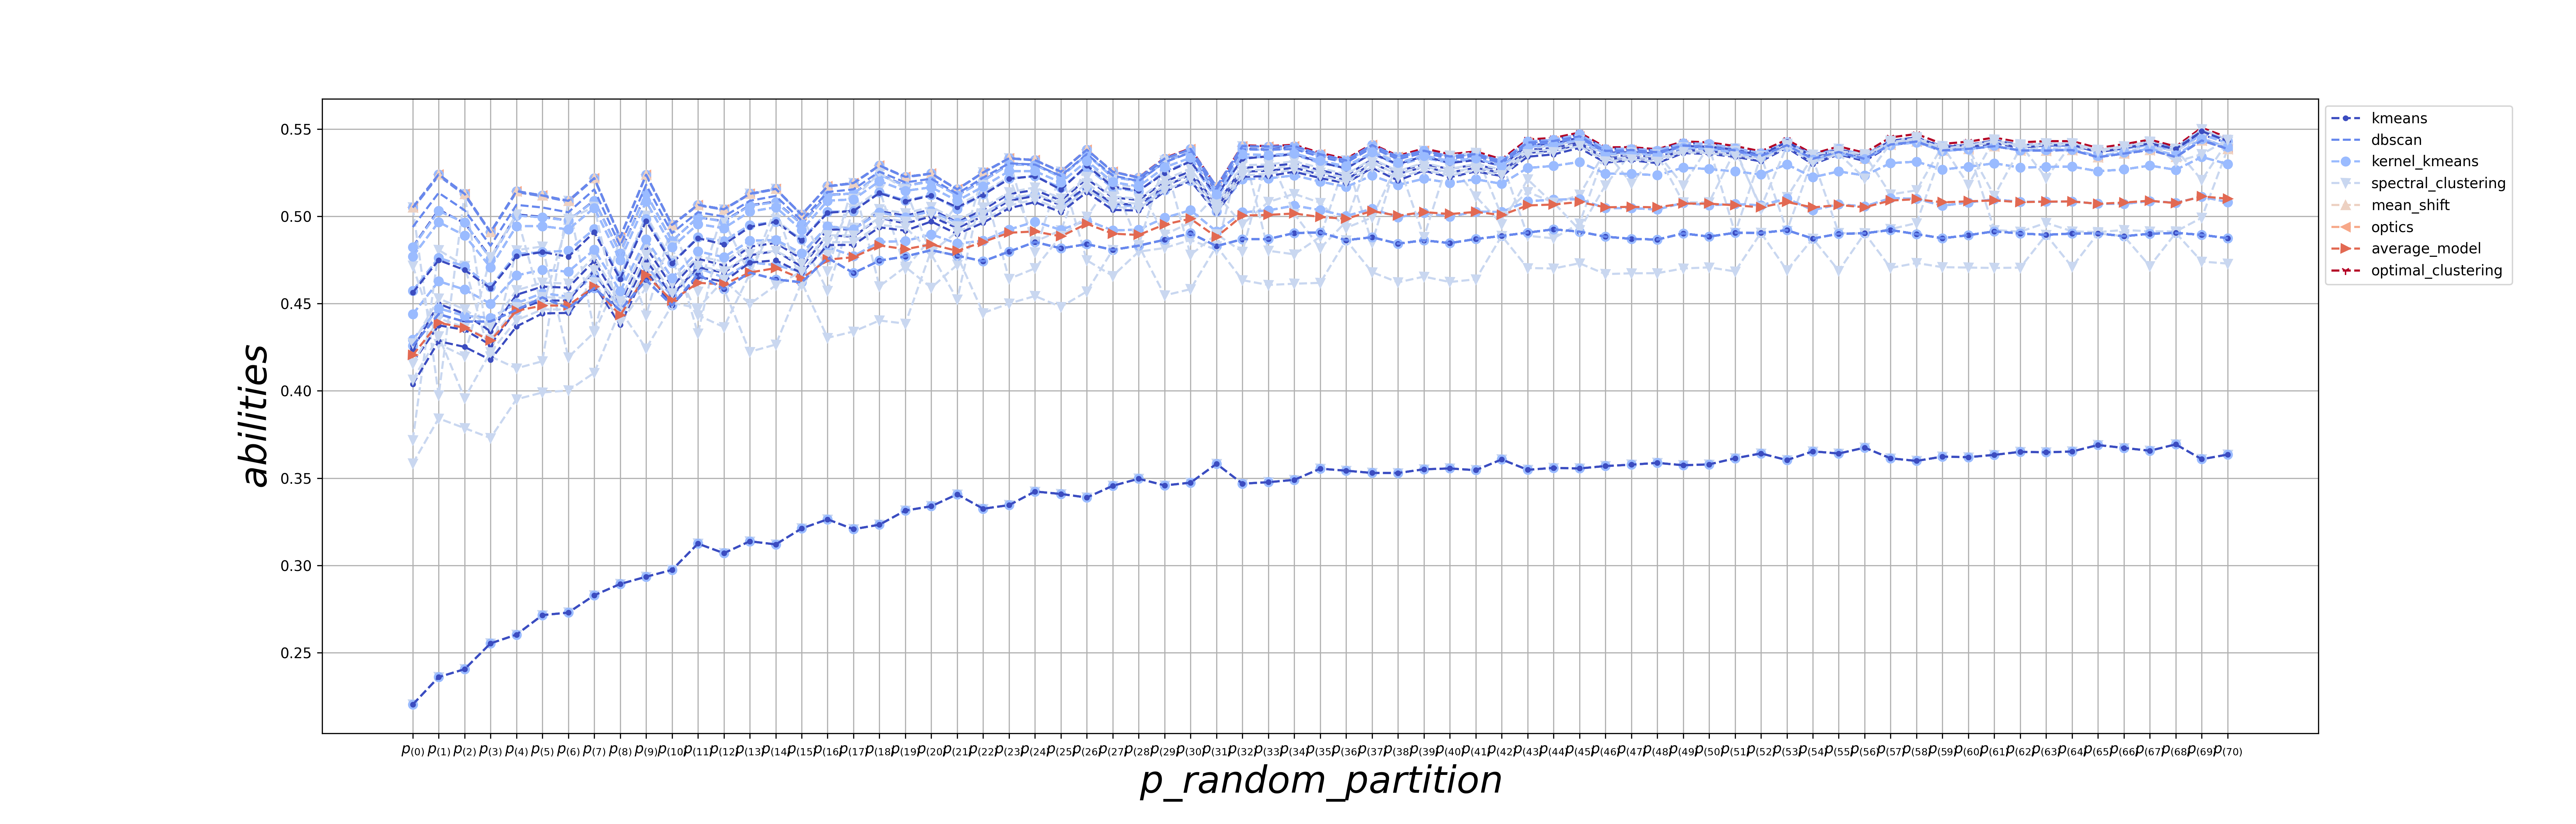 abilities
0.55
0.50
0.45
0.40
0.35
0.30
0.25
p(0) p(1) p(2) p(3) p(4) p(5) p(6) p(7) p(8) p(9) p(10) p(11) p(12) p(13) p(14) p(15) p(16) p(17) p(18) p(19) p(20) p(21) p(22) p(23) p(24) p(25) p(26) p(27) p(28) p(29) p(30) p(31) p(32) p(33) p(34) p(35) p(36) p(37) p(38) p(39) p(40) p(41) p(42) p(43) p(44) p(45) p(46) p(47) p(48) p(49) p(50) p(51) p(52) p(53) p(54) p(55) p(56) p(57) p(58) p(59) p(60) p(61) p(62) p(63) p(64) p(65) p(66) p(67) p(68) p(69) p(70)
p_random_partition
kmeans
dbscan
kernel_kmeans
spectral_clustering
mean_shift
optics
average_model
optimal_clustering